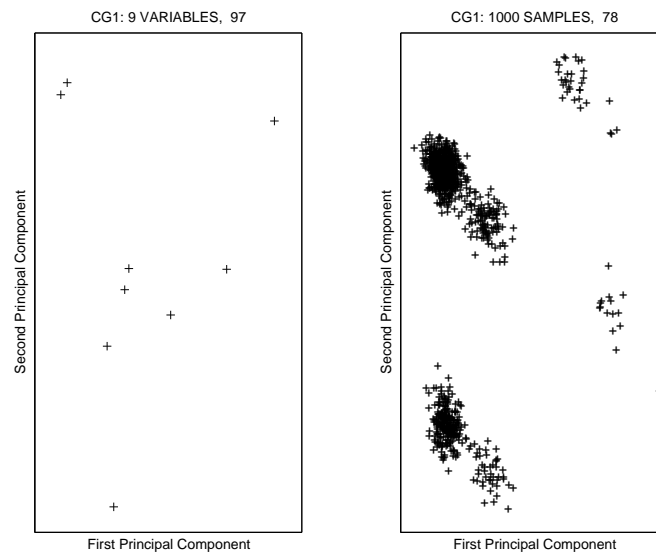 CG1: 9 VARIABLES, 97
Second Principal Component
First Principal Component
CG1: 1000 SAMPLES, 78
Second Principal Component
First Principal Component